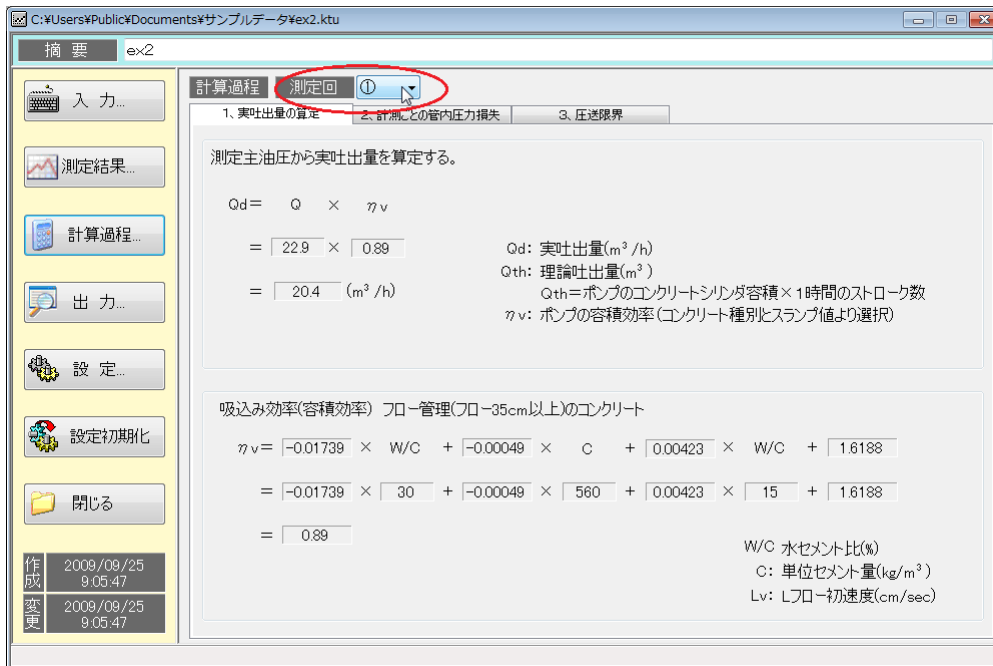 C:¥Users¥Public¥Documents¥サンプルデータ¥ex2.ktu
摘 要 ex2
入 力...
測定結果...
計算過程...
出 力...
設 定...
設定初期化
閉じる
作成 2009/09/25 9:05:47
変更 2009/09/25 9:05:47
計算過程 測定回 ①
1、実吐出量の算定 2、計測ごとの管内圧力損失 3、圧送限界
測定主油圧から実吐出量を算定する。
Qd= Q × ηv
= 22.9 × 0.89
= 20.4 (m³/h)
Qd: 実吐出量(m³/h)
Qth: 理論吐出量(m³)
Qth=ポンプのコンクリートシリンダ容積×1時間のストローク数
ηv: ポンプの容積効率(コンクリート種別とスランプ値より選択)
吸込み効率(容積効率) フロー管理(フロー35cm以上)のコンクリート
ηv= -0.01739 × W/C + -0.00049 × C + 0.00423 × W/C + 1.6188
= -0.01739 × 30 + -0.00049 × 560 + 0.00423 × 15 + 1.6188
= 0.89
W/C 水セメント比(%)
C: 単位セメント量(kg/m³)
Lv: Lフロー初速度(cm/sec)